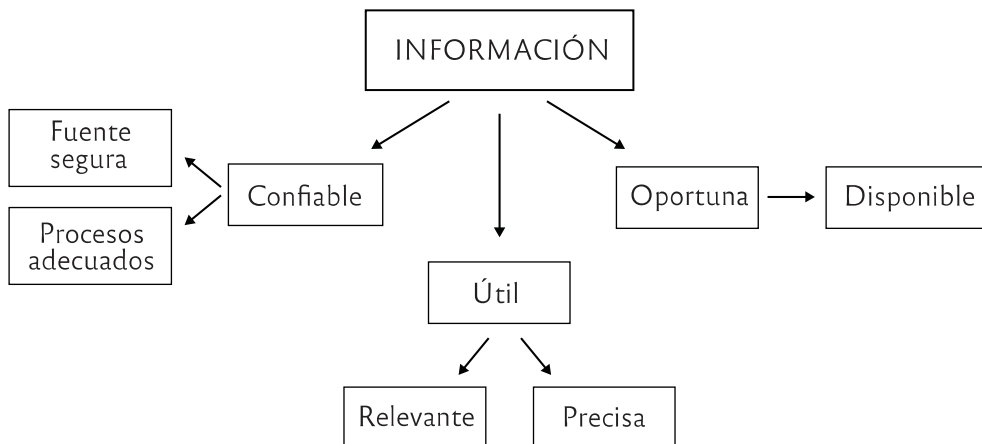 INFORMACIÓN
Fuente
segura
Confiable
Procesos
adecuados
Oportuna
Disponible
Útil
Relevante
Precisa